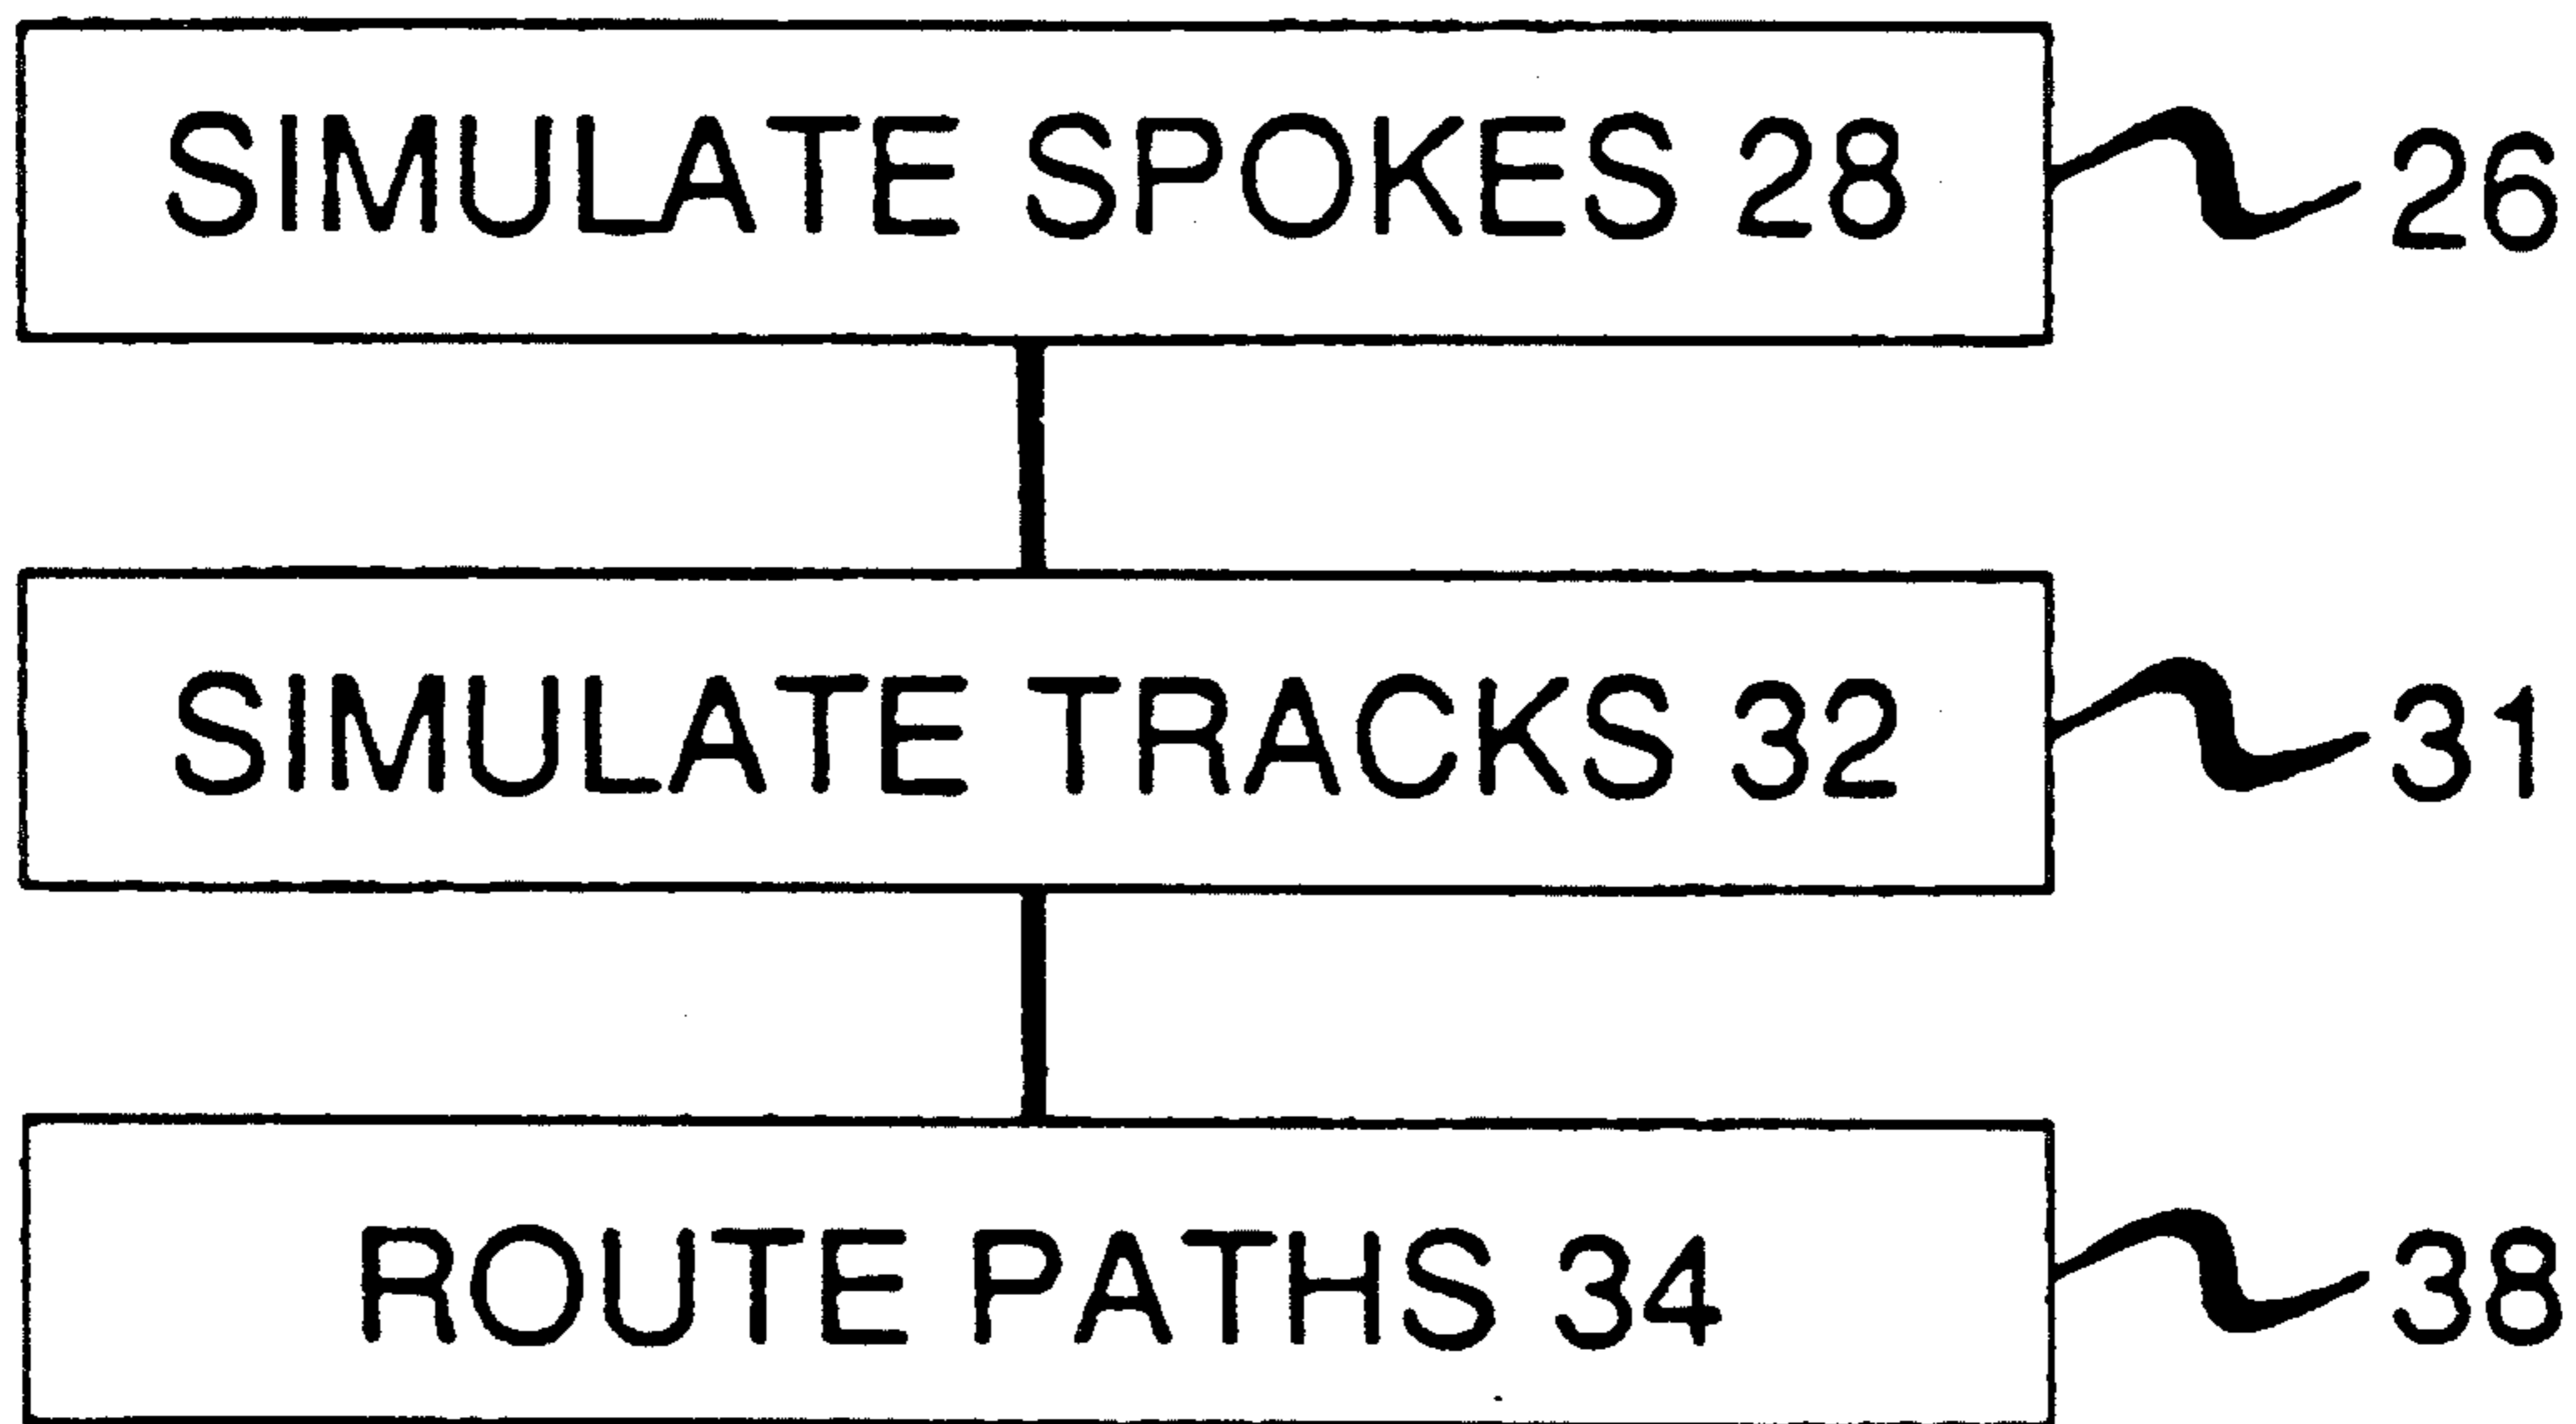 SIMULATE SPOKES 28
26
SIMULATE TRACKS 32
31
ROUTE PATHS 34
38